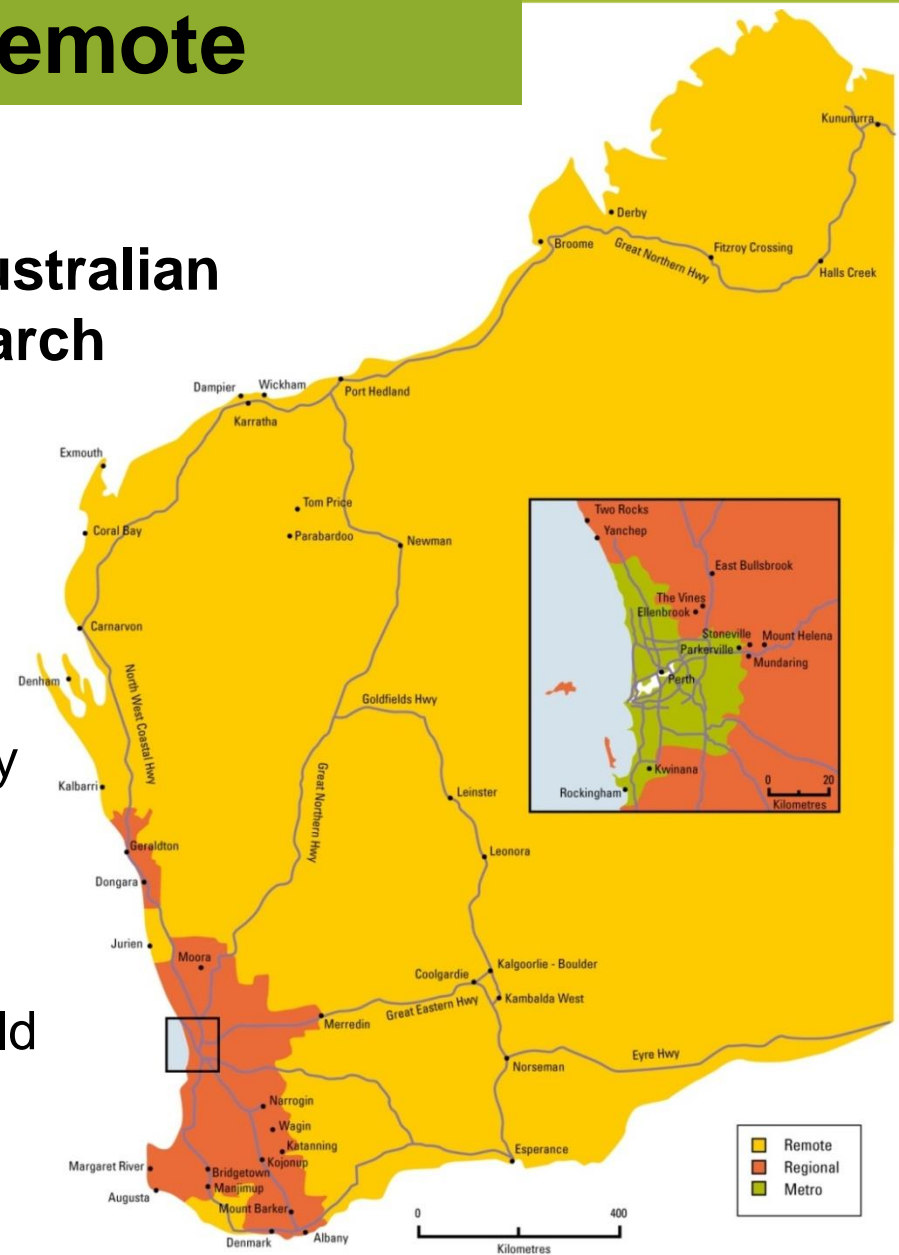 emote
ustralian
arch
y
ld
Kununurra
Derby
Broome
Great Northern Hwy
Fitzroy Crossing
Halls Creek
Dampier
Wickham
Port Hedland
Karratha
Exmouth
Tom Price
Coral Bay
Parabardoo
Newman
Two Rocks
Yanchep
East Bullsbrook
The Vines
Ellenbrook
Stoneville
Mount Helena
Parkerville
Mundaring
Perth
Kwinana
Rockingham
0 20
Kilometres
Carnarvon
Denham
North West Coastal Hwy
Goldfields Hwy
Kalbarri
Great Northern Hwy
Leinster
Geraldton
Leonora
Dongara
Jurien
Moora
Kalgoorlie - Boulder
Coolgardie
Kambalda West
Great Eastern Hwy
Merredin
Eyre Hwy
Norseman
Narrogin
Wagin
Katanning
Kojonup
Esperance
Margaret River
Bridgetown
Manjimup
Augusta
Mount Barker
Denmark
Albany
0 400
Kilometres
Remote
Regional
Metro